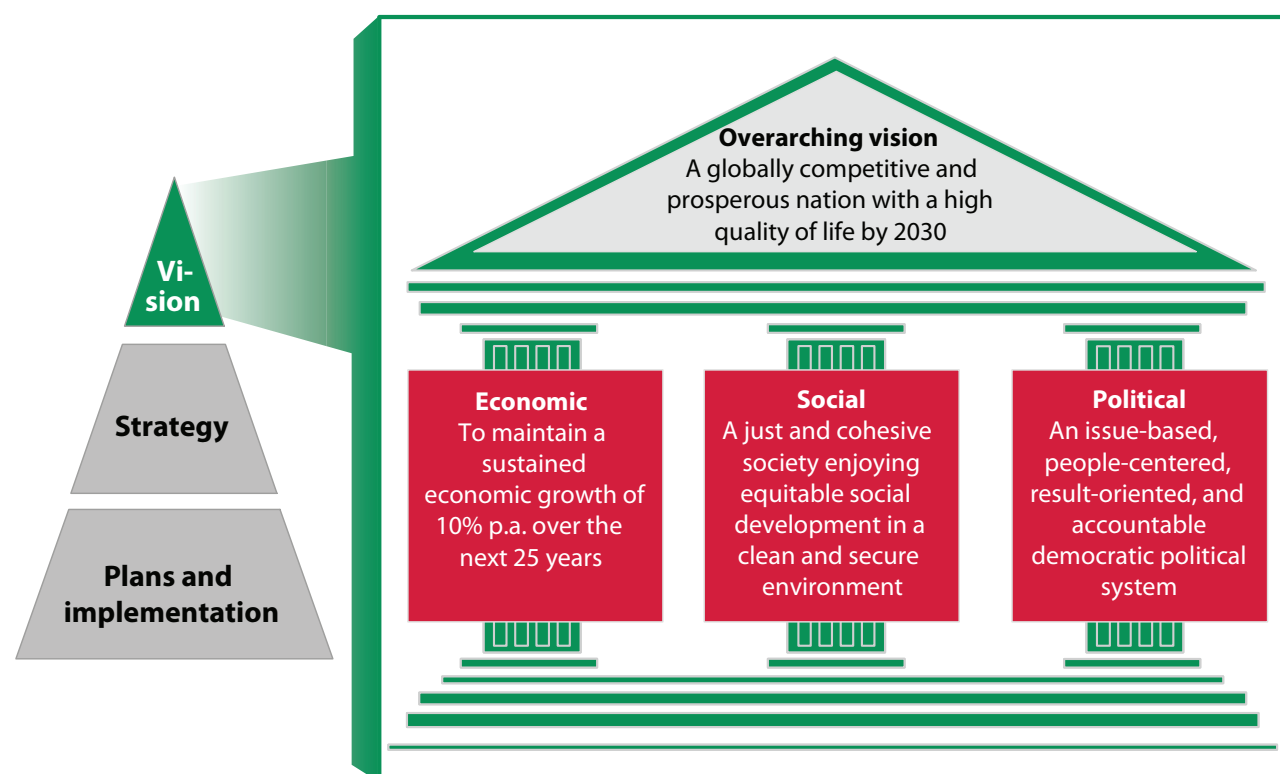 Overarching vision
A globally competitive and
prosperous nation with a high
quality of life by 2030
Vi-
sion
Strategy
Plans and
implementation
Economic
To maintain a
sustained
economic growth of
10% p.a. over the
next 25 years
Social
A just and cohesive
society enjoying
equitable social
development in a
clean and secure
environment
Political
An issue-based,
people-centered,
result-oriented, and
accountable
democratic political
system